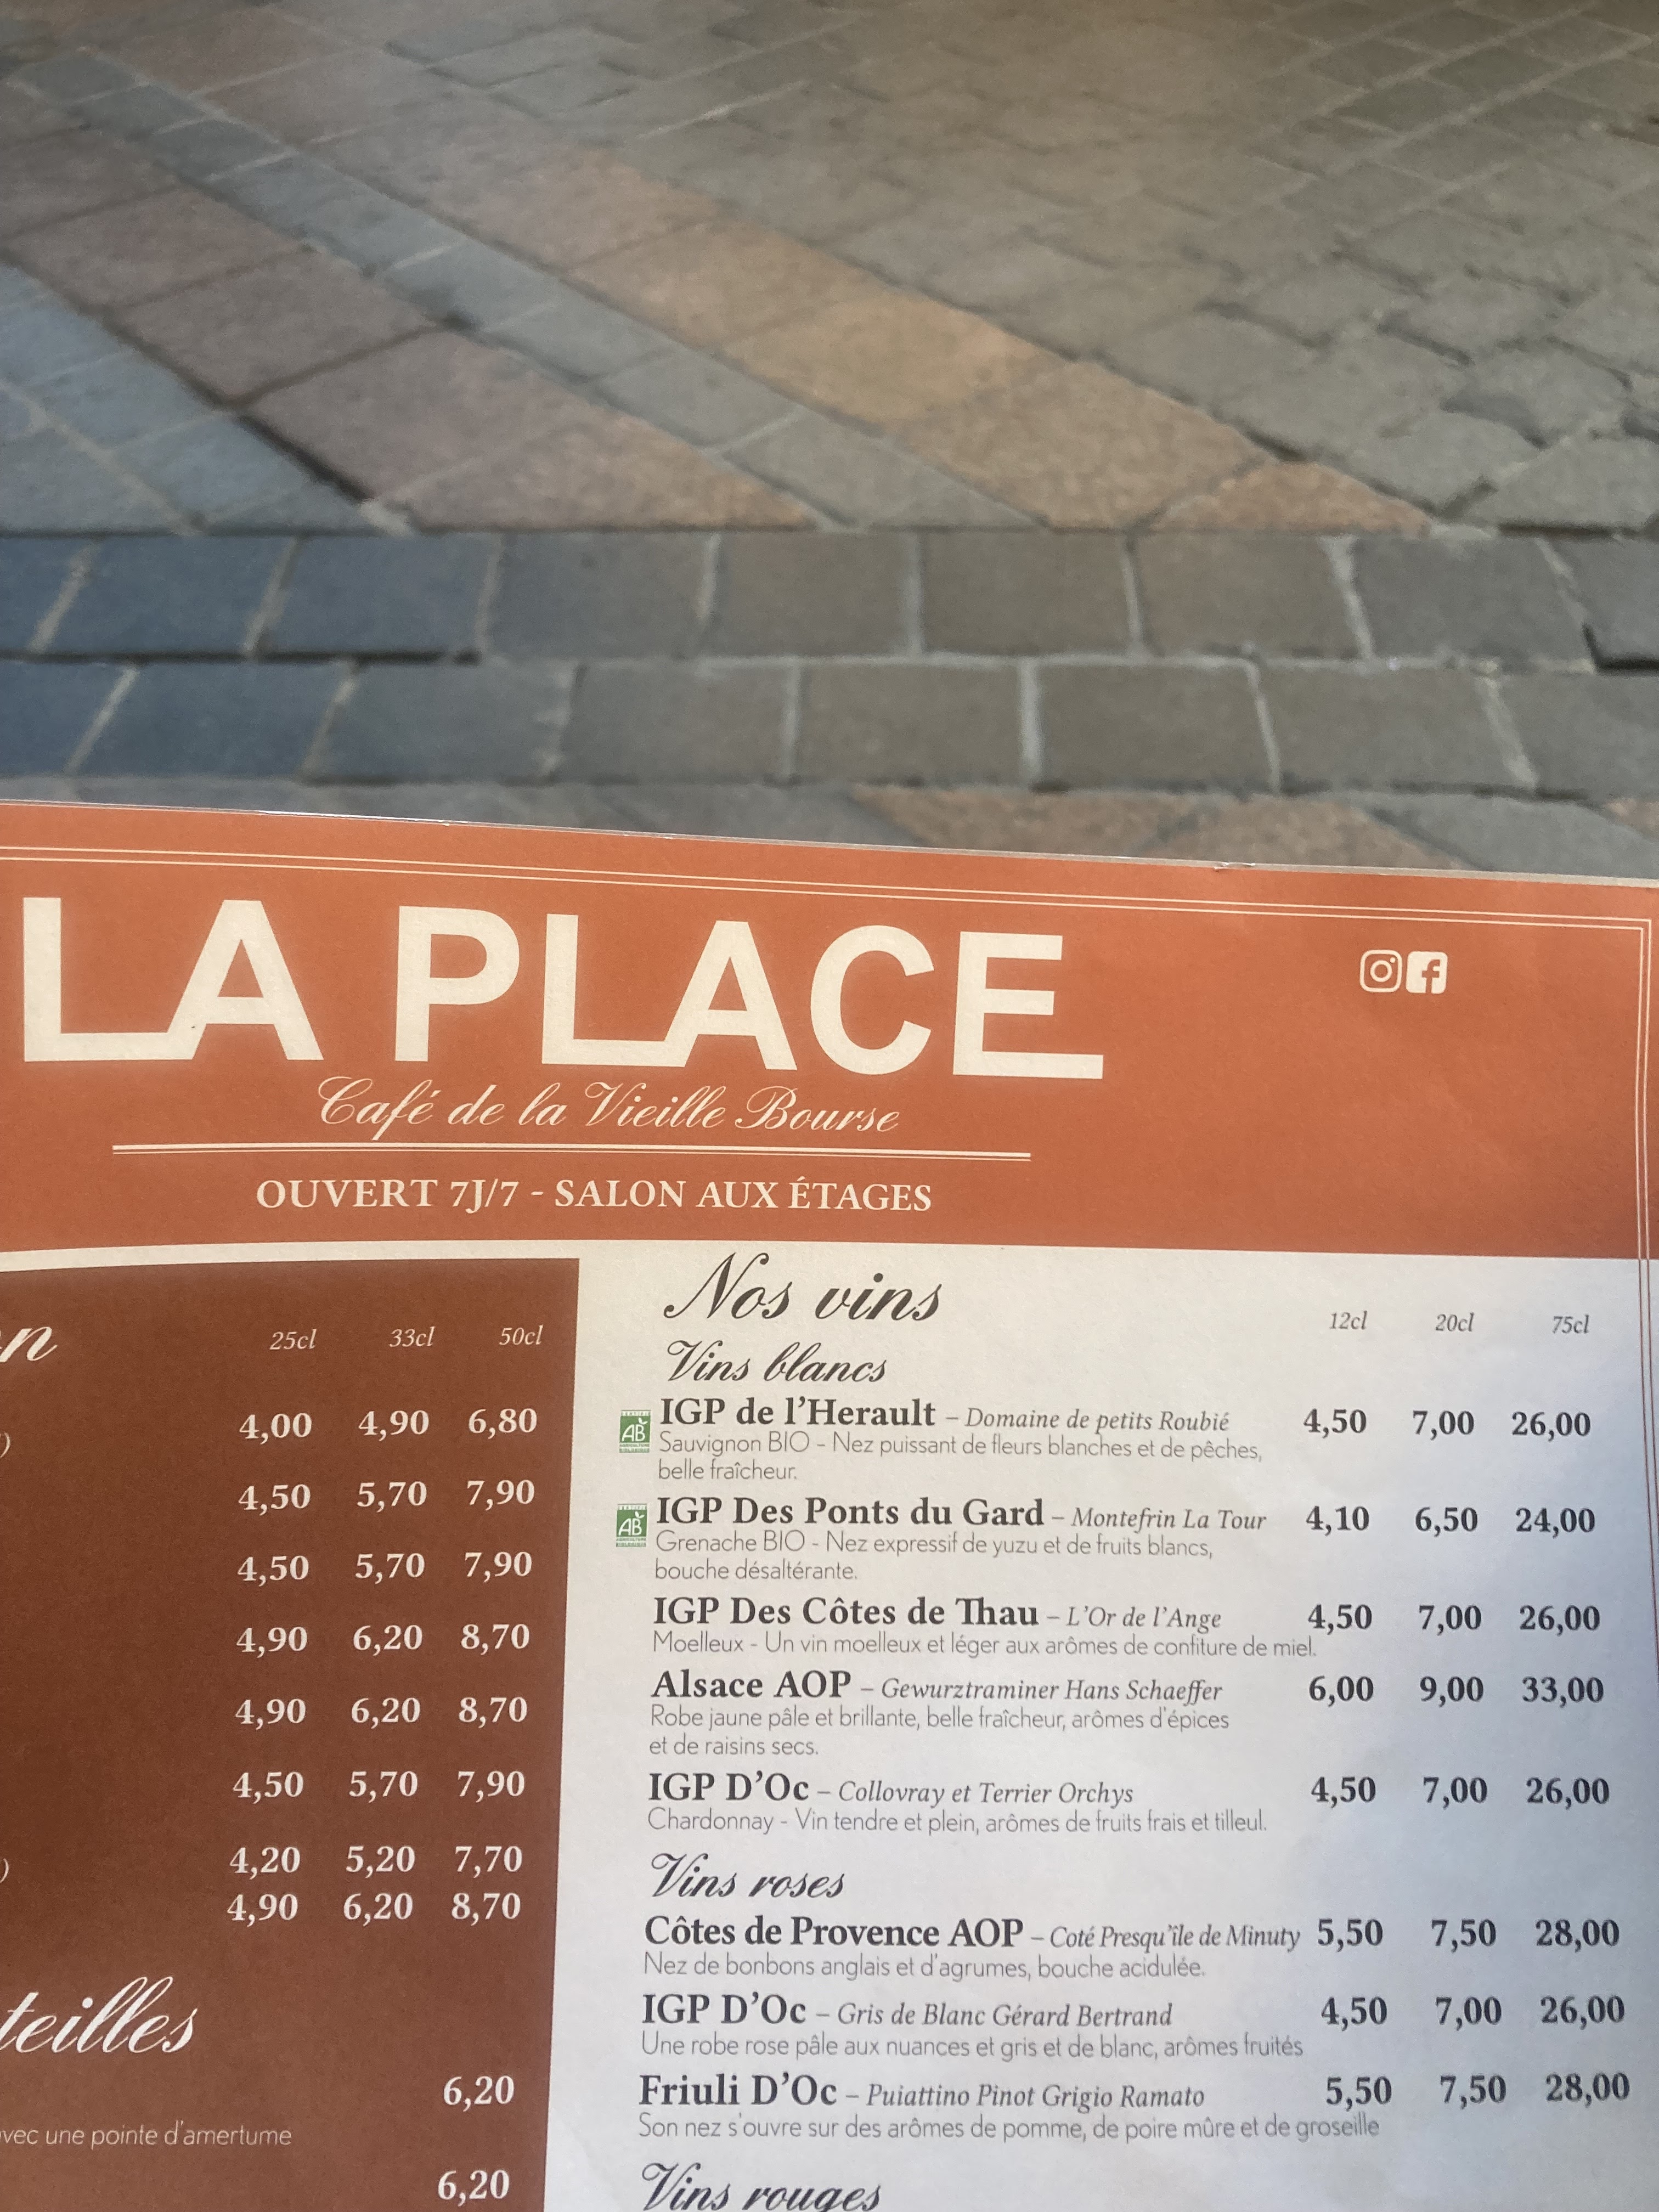 LA PLACE
Café de la Vieille Bourse
OUVERT 7J/7 - SALON AUX ÉTAGES
n 25cl 33cl 50cl
4,00 4,90 6,80
)
4,50 5,70 7,90
4,50 5,70 7,90
4,90 6,20 8,70
4,90 6,20 8,70
4,50 5,70 7,90
) 4,20 5,20 7,70
4,90 6,20 8,70
teilles
6,20
vec une pointe d'amertume
6,20
Nos vins
12cl 20cl 75cl
Vins blancs
AB IGP de l'Herault – Domaine de petits Roubié 4,50 7,00 26,00
Sauvignon BIO - Nez puissant de fleurs blanches et de pêches,
belle fraîcheur.
AB IGP Des Ponts du Gard – Montefrin La Tour 4,10 6,50 24,00
Grenache BIO - Nez expressif de yuzu et de fruits blancs,
bouche désaltérante.
IGP Des Côtes de Thau – L'Or de l'Ange 4,50 7,00 26,00
Moelleux - Un vin moelleux et léger aux arômes de confiture de miel.
Alsace AOP – Gewurztraminer Hans Schaeffer 6,00 9,00 33,00
Robe jaune pâle et brillante, belle fraîcheur, arômes d'épices
et de raisins secs.
IGP D'Oc – Collovray et Terrier Orchys 4,50 7,00 26,00
Chardonnay - Vin tendre et plein, arômes de fruits frais et tilleul.
Vins roses
Côtes de Provence AOP – Coté Presqu'île de Minuty 5,50 7,50 28,00
Nez de bonbons anglais et d'agrumes, bouche acidulée.
IGP D'Oc – Gris de Blanc Gérard Bertrand 4,50 7,00 26,00
Une robe rose pâle aux nuances et gris et de blanc, arômes fruités
Friuli D'Oc – Puiattino Pinot Grigio Ramato 5,50 7,50 28,00
Son nez s'ouvre sur des arômes de pomme, de poire mûre et de groseille
Vins rouges